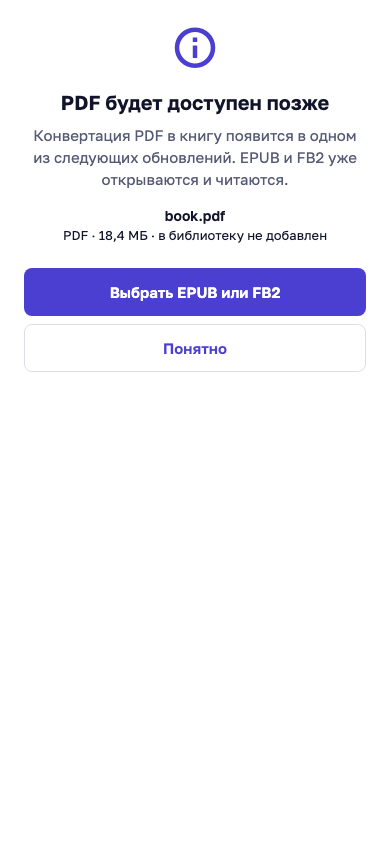 PDF будет доступен позже
Конвертация PDF в книгу появится в одном
из следующих обновлений. EPUB и FB2 уже
открываются и читаются.
book.pdf
PDF · 18,4 МБ · в библиотеку не добавлен
Выбрать EPUB или FB2
Понятно